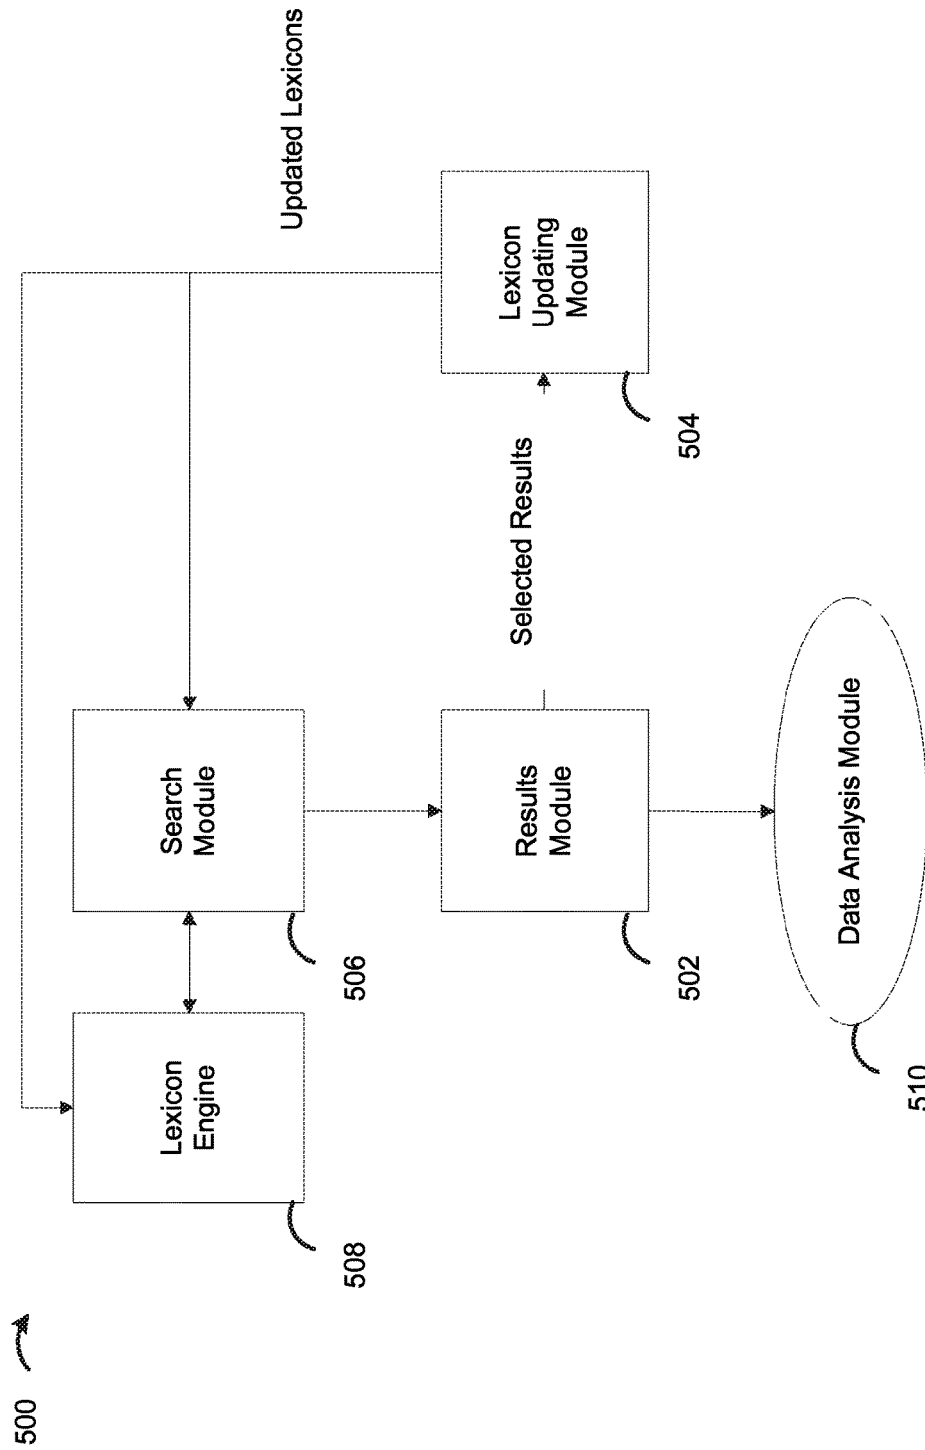 500
Lexicon
Engine
Search
Module
Updated Lexicons
508
506
Results
Module
Selected Results
Lexicon
Updating
Module
502
504
Data Analysis Module
510